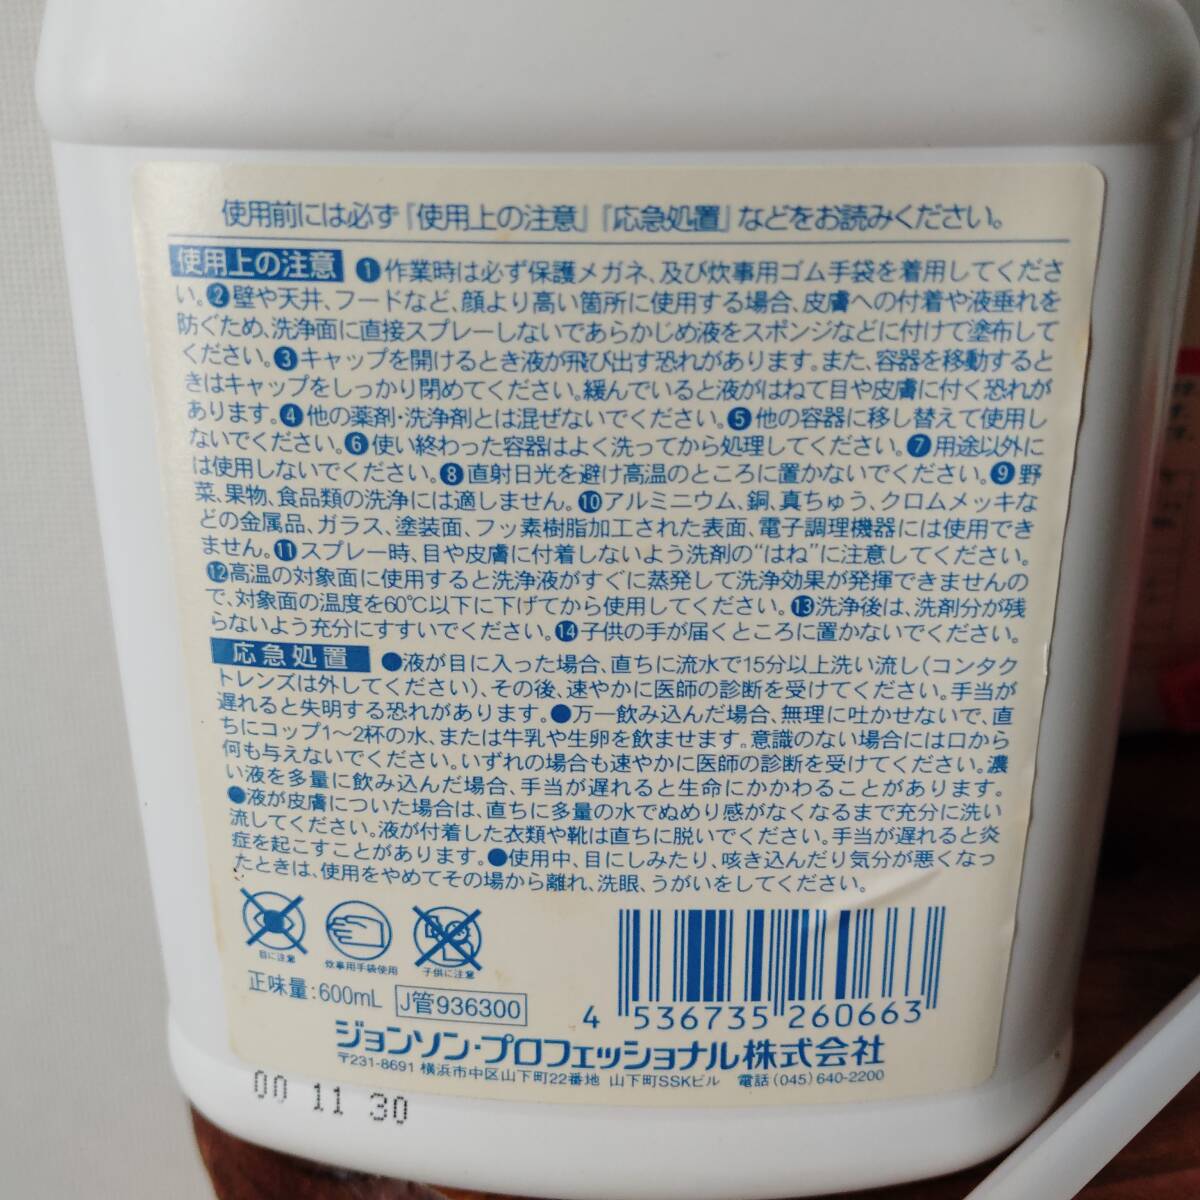 使用前には必ず『使用上の注意』『応急処置』などをお読みください。
使用上の注意 ❶作業時は必ず保護メガネ、及び炊事用ゴム手袋を着用してくださ
い。❷壁や天井、フードなど、顔より高い箇所に使用する場合、皮膚への付着や液垂れを
防ぐため、洗浄面に直接スプレーしないであらかじめ液をスポンジなどに付けて塗布して
ください。❸キャップを開けるとき液が飛び出す恐れがあります。また、容器を移動すると
きはキャップをしっかり閉めてください。緩んでいると液がはねて目や皮膚に付く恐れが
あります。❹他の薬剤・洗浄剤とは混ぜないでください。❺他の容器に移し替えて使用し
ないでください。❻使い終わった容器はよく洗ってから処理してください。❼用途以外に
は使用しないでください。❽直射日光を避け高温のところに置かないでください。❾野
菜、果物、食品類の洗浄には適しません。❿アルミニウム、銅、真ちゅう、クロムメッキな
どの金属品、ガラス、塗装面、フッ素樹脂加工された表面、電子調理機器には使用でき
ません。⓫スプレー時、目や皮膚に付着しないよう洗剤の“はね”に注意してください。
⓬高温の対象面に使用すると洗浄液がすぐに蒸発して洗浄効果が発揮できませんの
で、対象面の温度を60℃以下に下げてから使用してください。⓭洗浄後は、洗剤分が残
らないよう充分にすすいでください。⓮子供の手が届くところに置かないでください。
応急処置 ●液が目に入った場合、直ちに流水で15分以上洗い流し(コンタク
トレンズは外してください)、その後、速やかに医師の診断を受けてください。手当が
遅れると失明する恐れがあります。●万一飲み込んだ場合、無理に吐かせないで、直
ちにコップ1〜2杯の水、または牛乳や生卵を飲ませます。意識のない場合には口から
何も与えないでください。いずれの場合も速やかに医師の診断を受けてください。濃
い液を多量に飲み込んだ場合、手当が遅れると生命にかかわることがあります。
●液が皮膚についた場合は、直ちに多量の水でぬめり感がなくなるまで充分に洗い
流してください。液が付着した衣類や靴は直ちに脱いでください。手当が遅れると炎
症を起こすことがあります。●使用中、目にしみたり、咳き込んだり気分が悪くなっ
たときは、使用をやめてその場から離れ、洗眼、うがいをしてください。
目に注意
炊事用手袋使用
子供に注意
正味量:600mL J管936300
4 536735 260663
ジョンソン・プロフェッショナル株式会社
〒231-8691 横浜市中区山下町22番地 山下町SSKビル 電話(045)640-2200
00 11 30